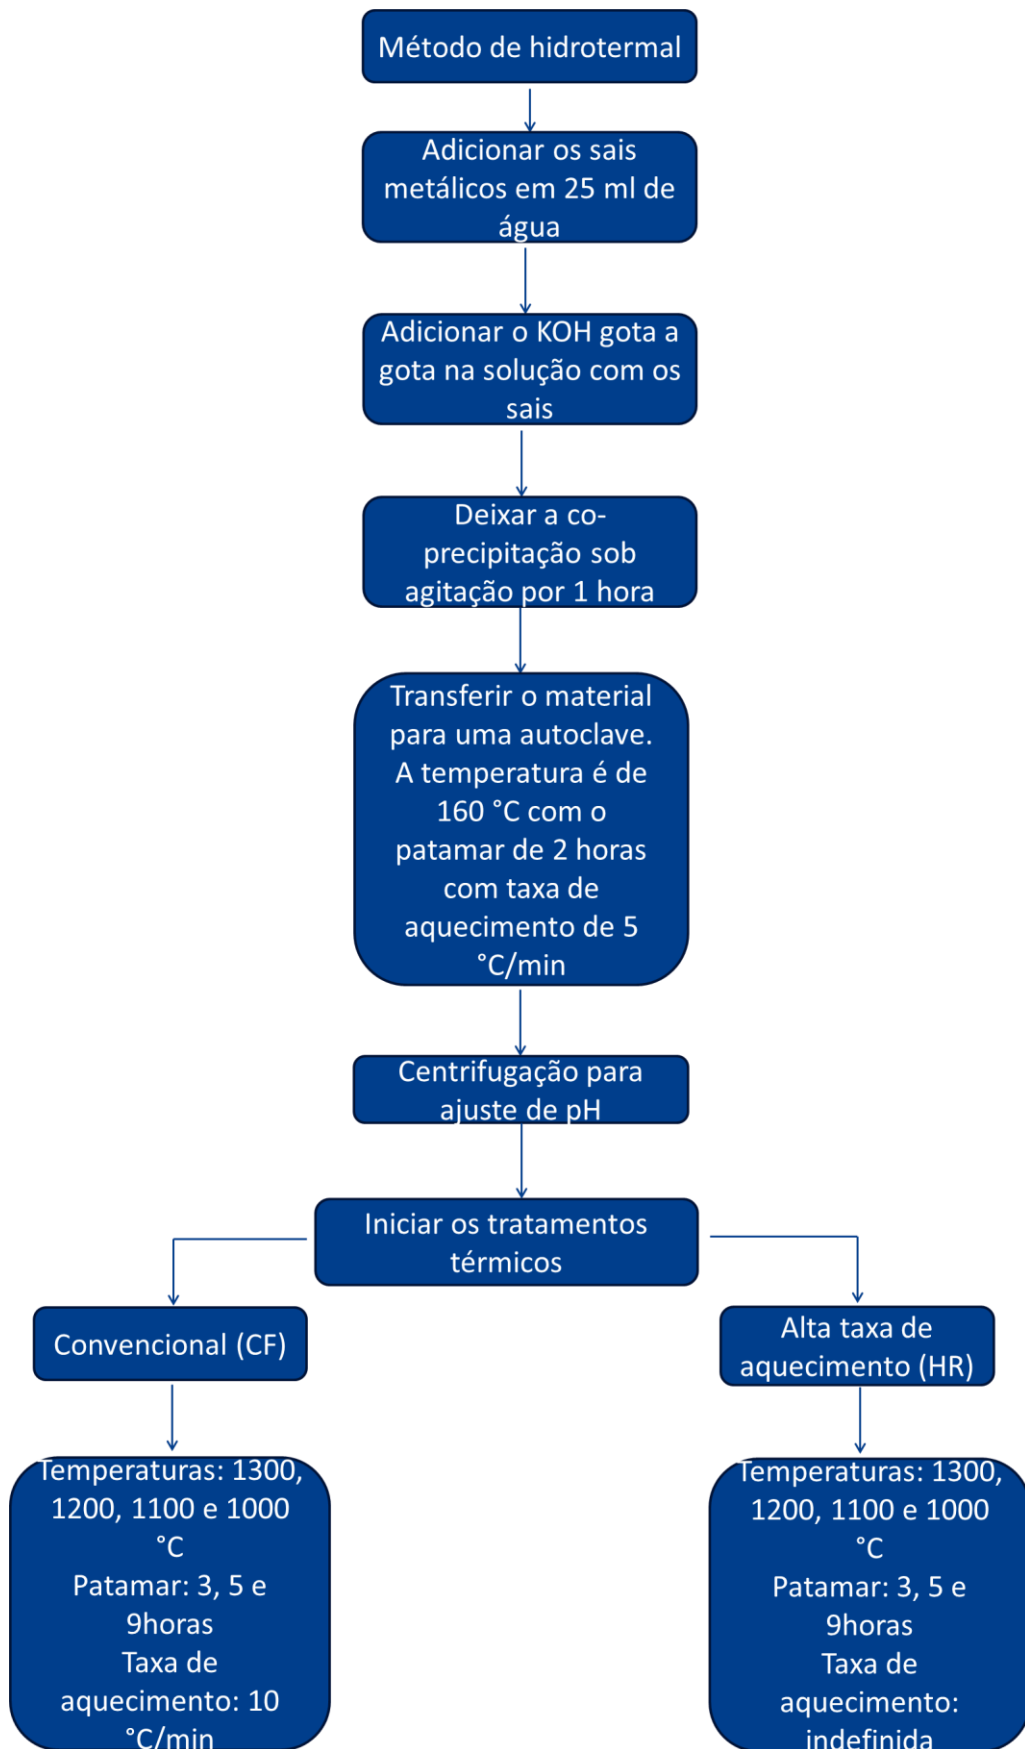 Método de hidrotermal
Adicionar os sais
metálicos em 25 ml de
água
Adicionar o KOH gota a
gota na solução com os
sais
Deixar a co-
precipitação sob
agitação por 1 hora
Transferir o material
para uma autoclave.
A temperatura é de
160 °C com o
patamar de 2 horas
com taxa de
aquecimento de 5
°C/min
Centrifugação para
ajuste de pH
Iniciar os tratamentos
térmicos
Convencional (CF)
Temperaturas: 1300,
1200, 1100 e 1000
°C
Patamar: 3, 5 e
9horas
Taxa de
aquecimento: 10
°C/min
Alta taxa de
aquecimento (HR)
Temperaturas: 1300,
1200, 1100 e 1000
°C
Patamar: 3, 5 e
9horas
Taxa de
aquecimento:
indefinida